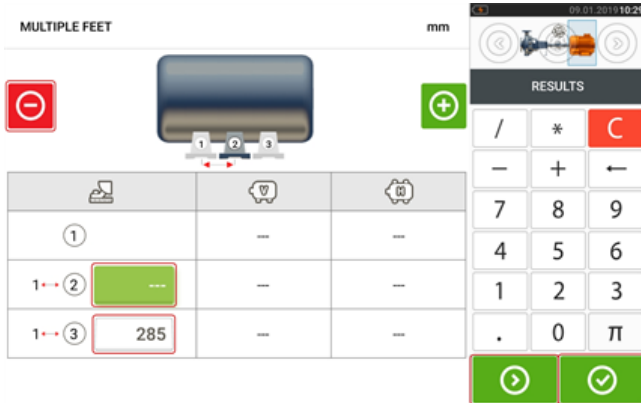 09.01.2019 10:29
MULTIPLE FEET mm
RESULTS
1 2 3
/ * C
− + ←
V H
7 8 9
1 --- ---
4 5 6
1↔2 --- --- ---
1 2 3
1↔3 285 --- ---
. 0 π